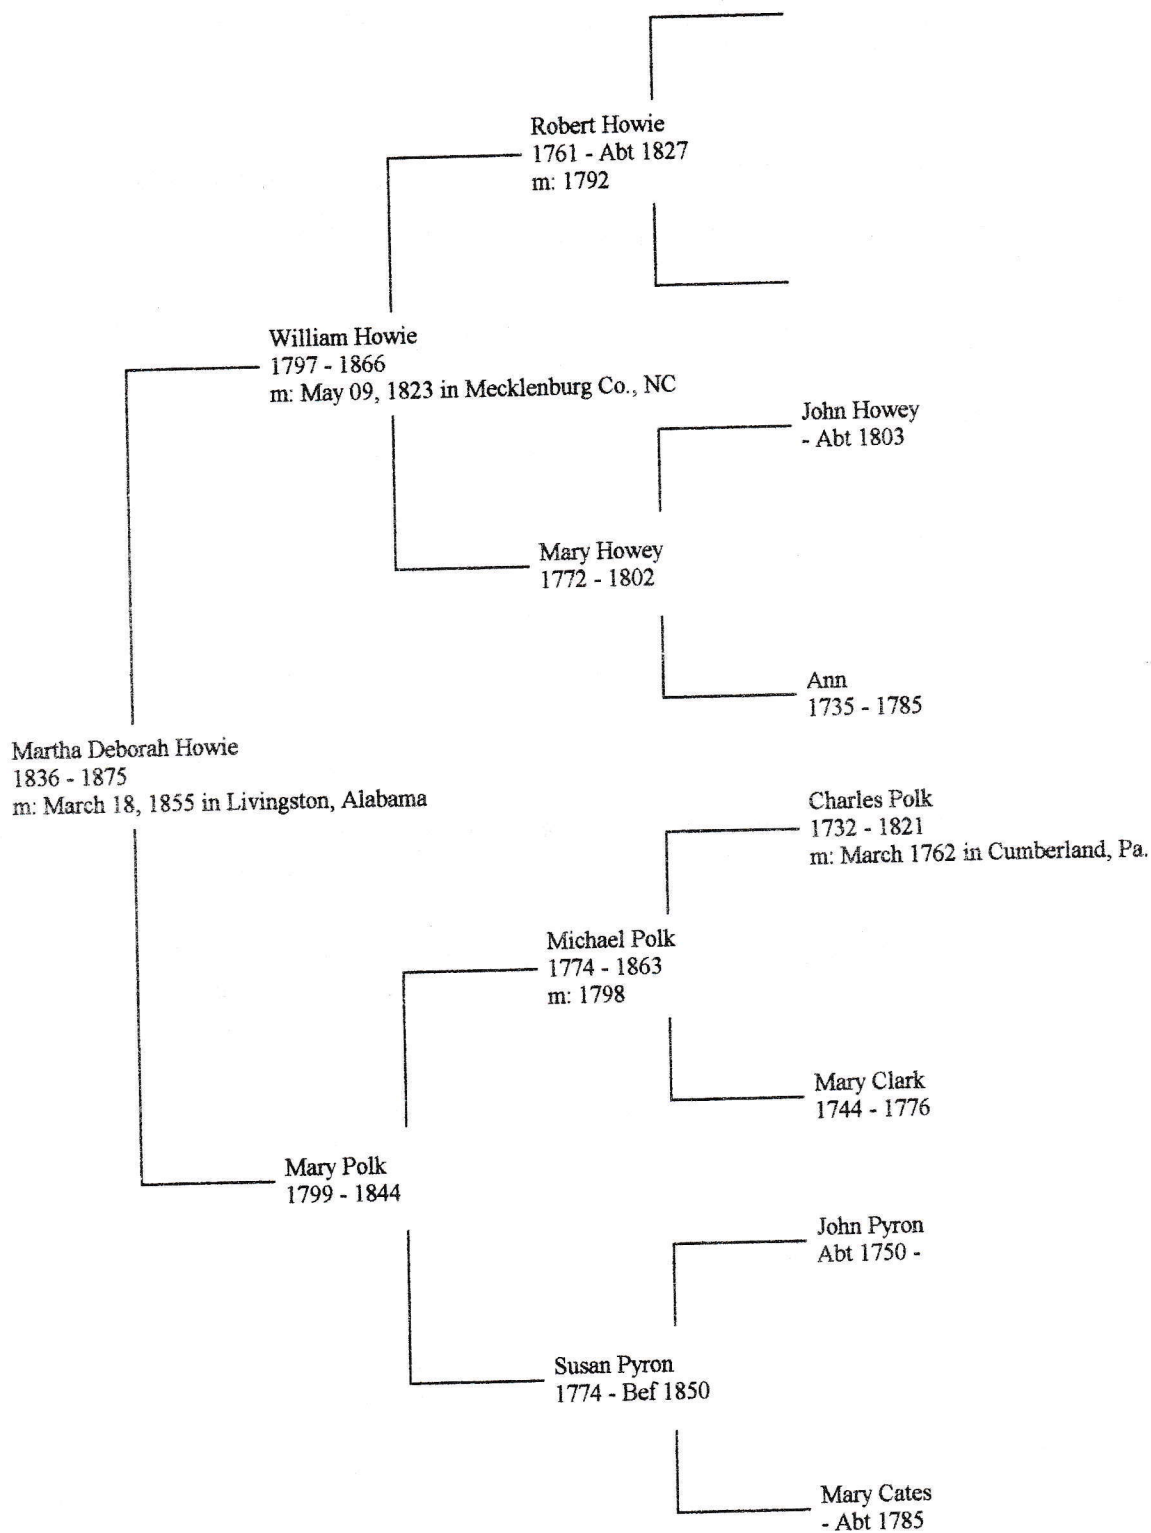 Robert Howie
1761 - Abt 1827
m: 1792
William Howie
1797 - 1866
m: May 09, 1823 in Mecklenburg Co., NC
John Howey
- Abt 1803
Mary Howey
1772 - 1802
Ann
1735 - 1785
Martha Deborah Howie
1836 - 1875
m: March 18, 1855 in Livingston, Alabama
Charles Polk
1732 - 1821
m: March 1762 in Cumberland, Pa.
Michael Polk
1774 - 1863
m: 1798
Mary Clark
1744 - 1776
Mary Polk
1799 - 1844
John Pyron
Abt 1750 -
Susan Pyron
1774 - Bef 1850
Mary Cates
- Abt 1785